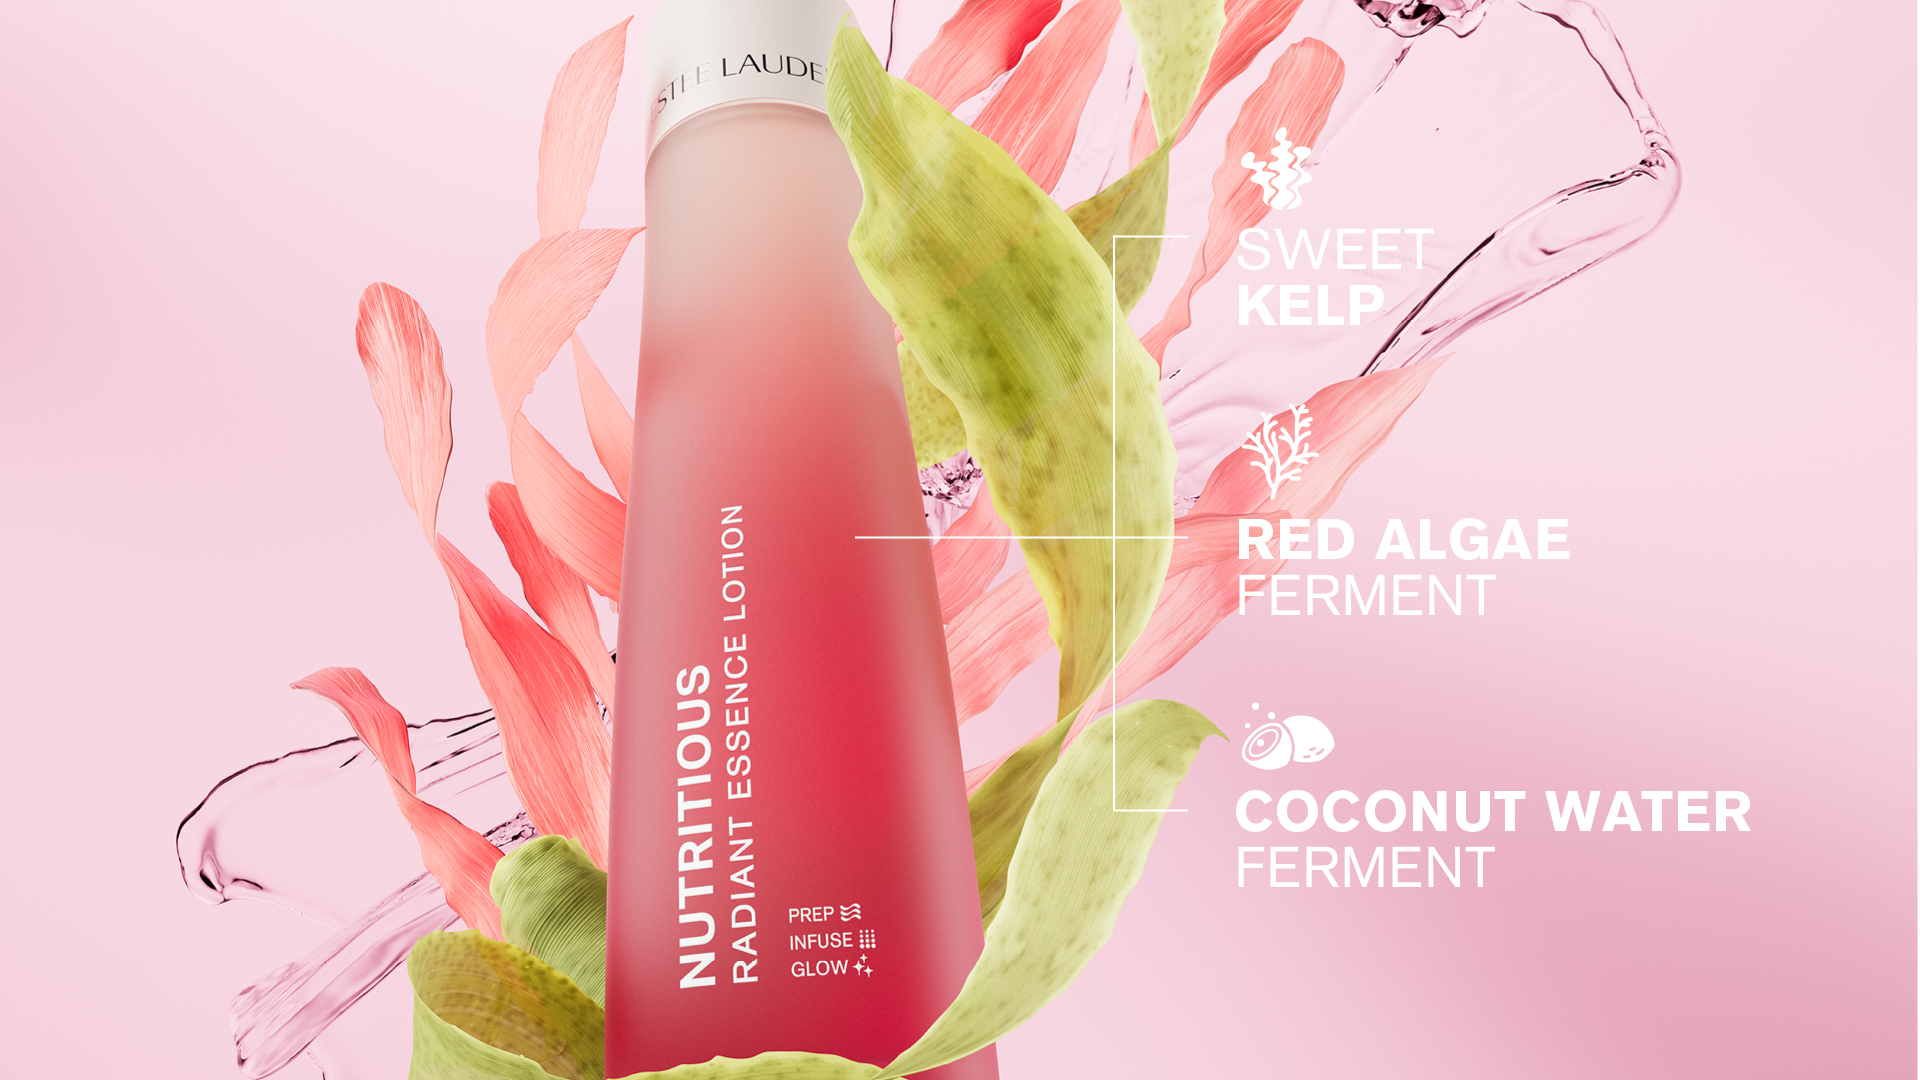 LAUDE
NUTRITIOUS
RADIANT ESSENCE LOTION
PREP
INFUSE
GLOW
SWEET
KELP
RED ALGAE
FERMENT
COCONUT WATER
FERMENT